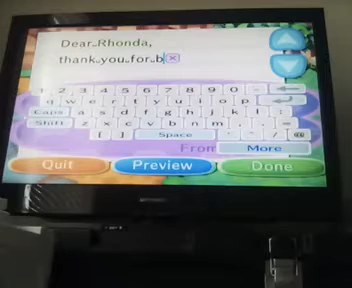 Dear Rhonda,
thank you for b
1 2 3 4 5 6 7 8 9 0 -
q w e r t y u i o p
Caps a s d f g h j k l
Shift z x c v b n m
[ ] Space ' / @
From
More
Quit Preview Done